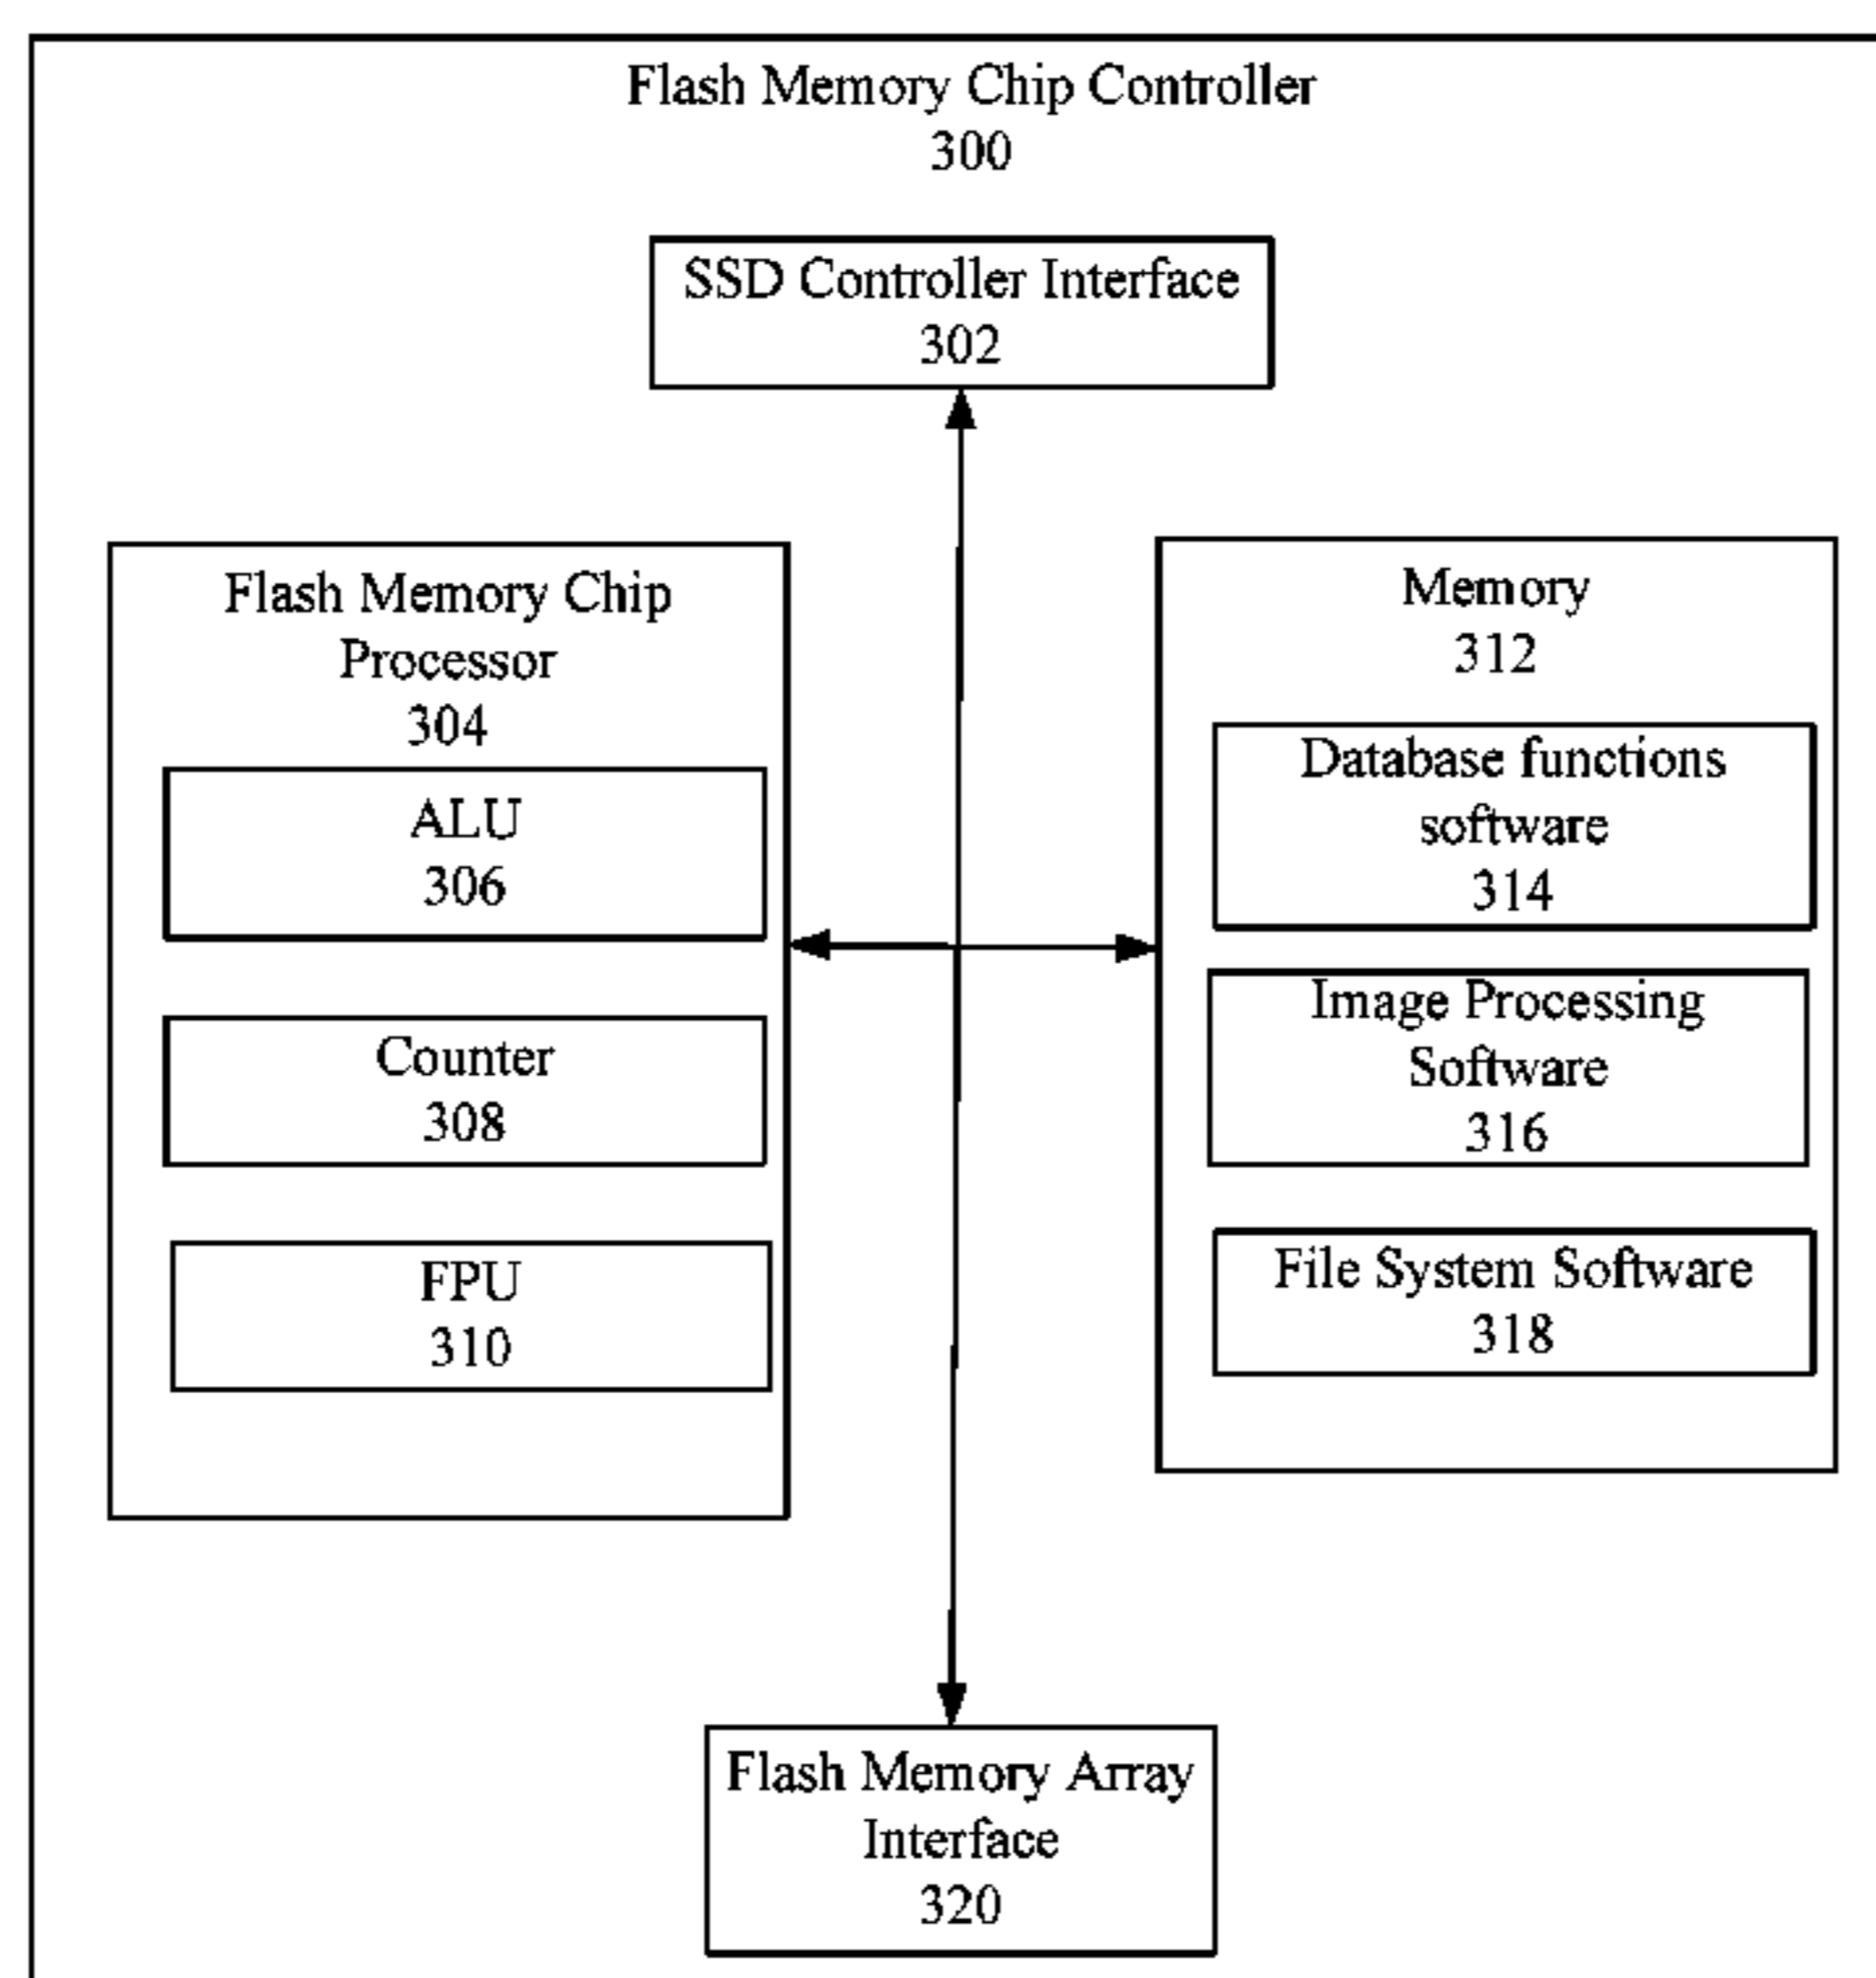 Flash Memory Chip Controller
300
SSD Controller Interface
302
Flash Memory Chip
Processor
304
ALU
306
Counter
308
FPU
310
Memory
312
Database functions
software
314
Image Processing
Software
316
File System Software
318
Flash Memory Array
Interface
320